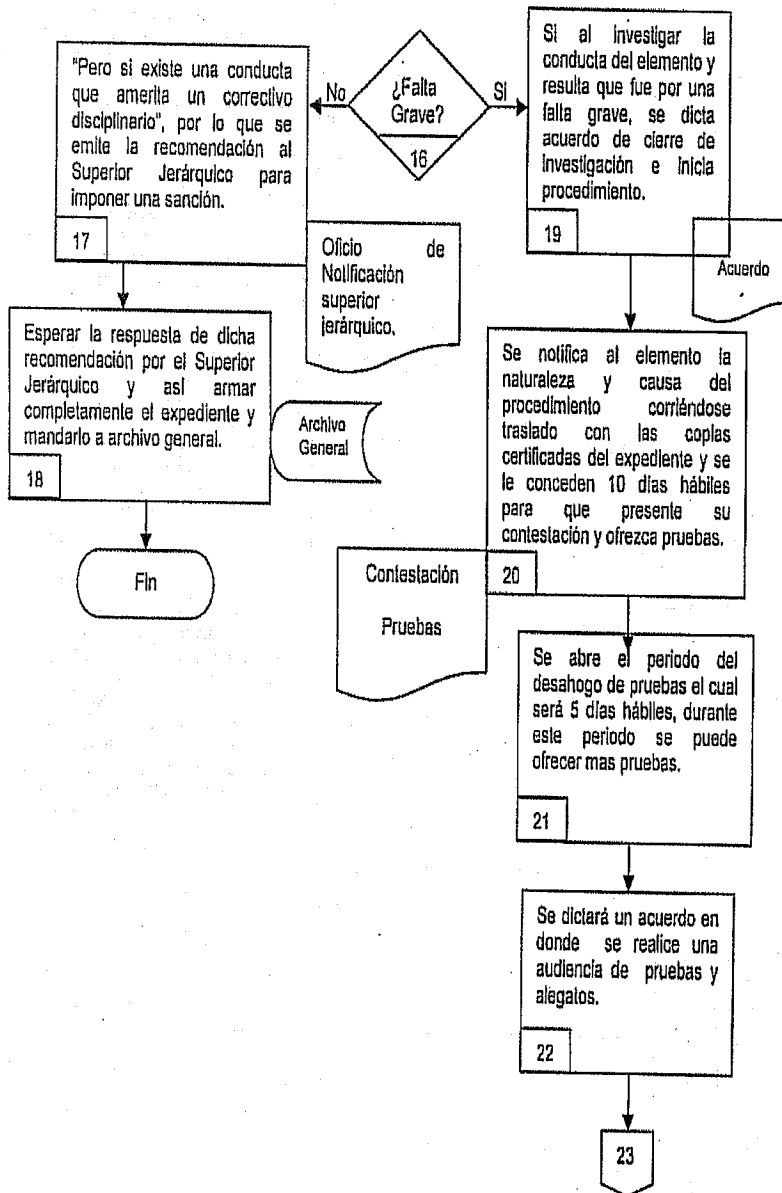 ¿Falta
Grave?
16
No
Si
"Pero si existe una conducta
que amerita un correctivo
disciplinario", por lo que se
emite la recomendación al
Superior Jerárquico para
imponer una sanción.
17
Oficio de
Notificación
superior
jerárquico.
Esperar la respuesta de dicha
recomendación por el Superior
Jerárquico y así armar
completamente el expediente y
mandarlo a archivo general.
18
Archivo
General
Fin
Si al investigar la
conducta del elemento y
resulta que fue por una
falta grave, se dicta
acuerdo de cierre de
investigación e inicia
procedimiento.
19
Acuerdo
Se notifica al elemento la
naturaleza y causa del
procedimiento corriéndose
traslado con las copias
certificadas del expediente y se
le conceden 10 días hábiles
para que presente su
contestación y ofrezca pruebas.
20
Contestación
Pruebas
Se abre el periodo del
desahogo de pruebas el cual
será 5 días hábiles, durante
este periodo se puede
ofrecer mas pruebas.
21
Se dictará un acuerdo en
donde se realice una
audiencia de pruebas y
alegatos.
22
23